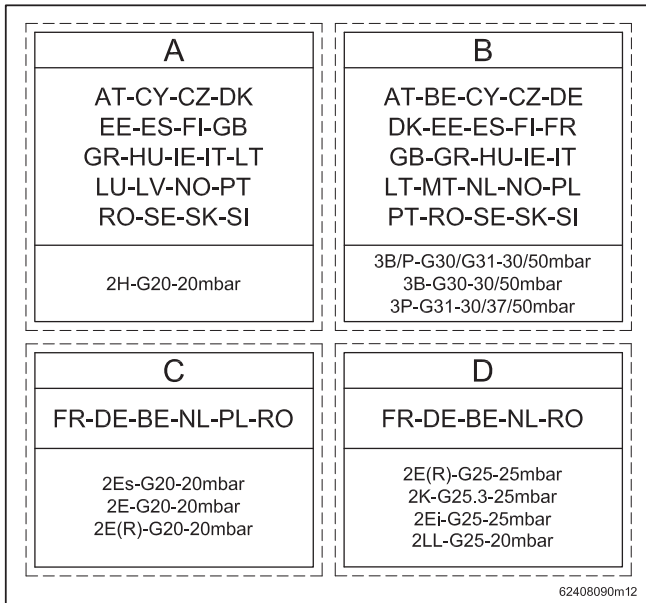 A
AT-CY-CZ-DK
EE-ES-FI-GB
GR-HU-IE-IT-LT
LU-LV-NO-PT
RO-SE-SK-SI
2H-G20-20mbar
B
AT-BE-CY-CZ-DE
DK-EE-ES-FI-FR
GB-GR-HU-IE-IT
LT-MT-NL-NO-PL
PT-RO-SE-SK-SI
3B/P-G30/G31-30/50mbar
3B-G30-30/50mbar
3P-G31-30/37/50mbar
C
FR-DE-BE-NL-PL-RO
2Es-G20-20mbar
2E-G20-20mbar
2E(R)-G20-20mbar
D
FR-DE-BE-NL-RO
2E(R)-G25-25mbar
2K-G25.3-25mbar
2Ei-G25-25mbar
2LL-G25-20mbar
62408090m12